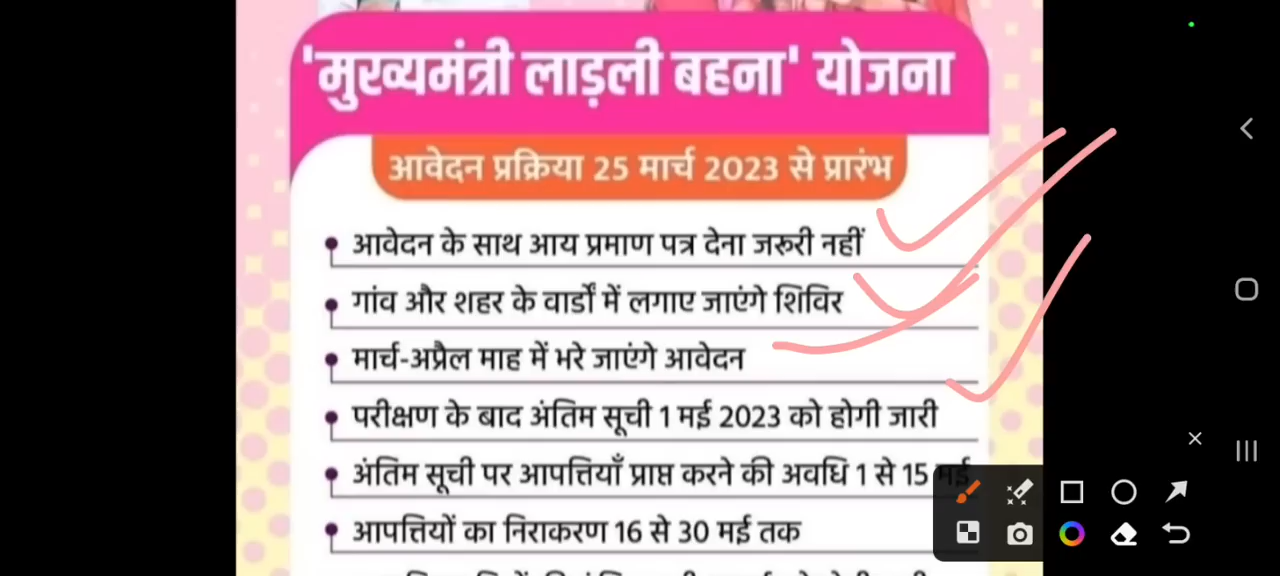 'मुख्यमंत्री लाड़ली बहना' योजना
आवेदन प्रक्रिया 25 मार्च 2023 से प्रारंभ
आवेदन के साथ आय प्रमाण पत्र देना जरूरी नहीं
गांव और शहर के वार्डों में लगाए जाएंगे शिविर
मार्च-अप्रैल माह में भरे जाएंगे आवेदन
परीक्षण के बाद अंतिम सूची 1 मई 2023 को होगी जारी
अंतिम सूची पर आपत्तियाँ प्राप्त करने की अवधि 1 से 15 मई
आपत्तियों का निराकरण 16 से 30 मई तक